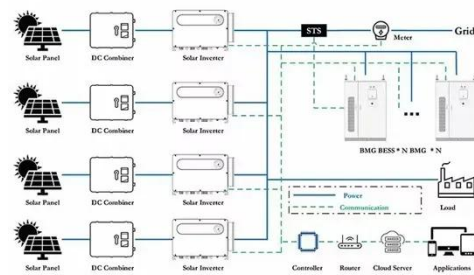 STS
Meter
Grid
Solar Panel
DC Combiner
Solar Inverter
Solar Panel
DC Combiner
Solar Inverter
BMG BESS * N BMG * N
Solar Panel
DC Combiner
Solar Inverter
Power
Communication
Load
Solar Panel
DC Combiner
Solar Inverter
Controller
Router
Cloud Server
Application